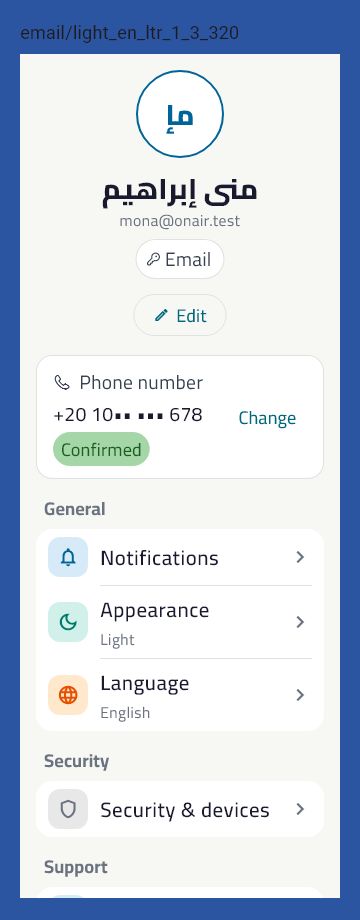 email/light_en_ltr_1_3_320
مإ
منى إبراهيم
mona@onair.test
Email
Edit
Phone number
+20 10▪▪ ▪▪▪ 678
Change
Confirmed
General
Notifications
Appearance
Light
Language
English
Security
Security & devices
Support